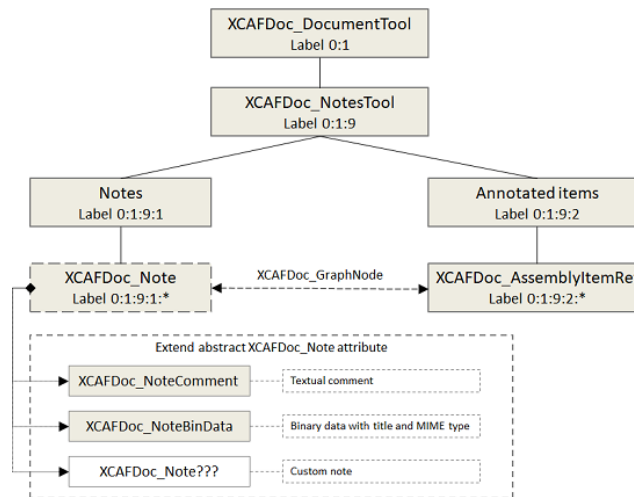 XCAFDoc_DocumentTool
Label 0:1
XCAFDoc_NotesTool
Label 0:1:9
Notes
Label 0:1:9:1
Annotated items
Label 0:1:9:2
XCAFDoc_Note
Label 0:1:9:1:*
XCAFDoc_GraphNode
XCAFDoc_AssemblyItemRef
Label 0:1:9:2:*
Extend abstract XCAFDoc_Note attribute
XCAFDoc_NoteComment
Textual comment
XCAFDoc_NoteBinData
Binary data with title and MIME type
XCAFDoc_Note???
Custom note